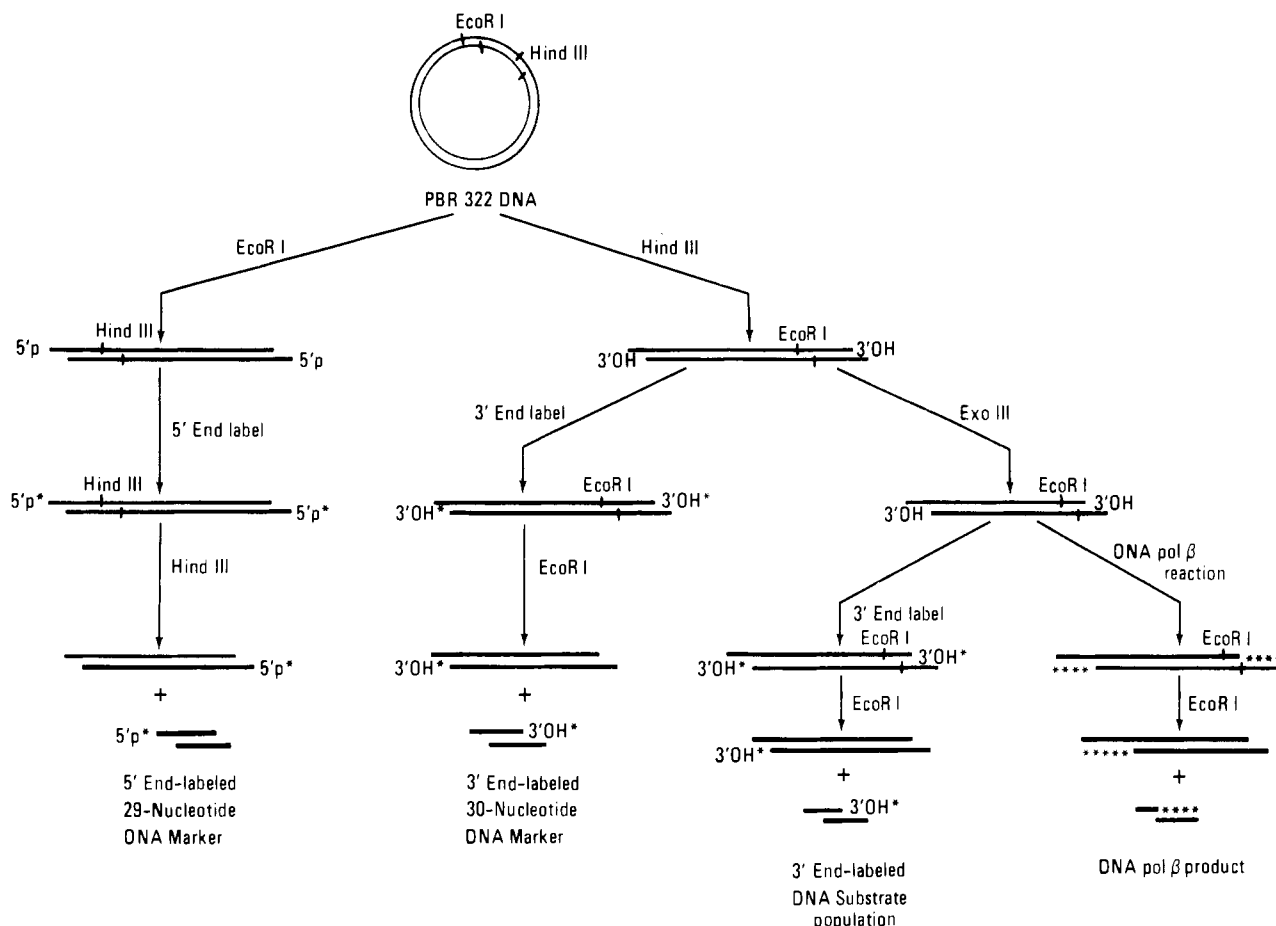 EcoR I
Hind III
PBR 322 DNA
EcoR I
Hind III
Hind III
5'p
5'p
EcoR I
3'OH
3'OH
5' End label
3' End label
Exo III
Hind III
5'p*
5'p*
EcoR I
3'OH*
3'OH*
EcoR I
3'OH
3'OH
Hind III
EcoR I
DNA pol β
reaction
3' End label
5'p*
3'OH*
EcoR I
3'OH*
3'OH*
EcoR I
****
****
+
+
EcoR I
EcoR I
5'p*
3'OH*
3'OH*
*****
+
+
5' End-labeled
29-Nucleotide
DNA Marker
3' End-labeled
30-Nucleotide
DNA Marker
3'OH*
****
3' End-labeled
DNA Substrate
population
DNA pol β product